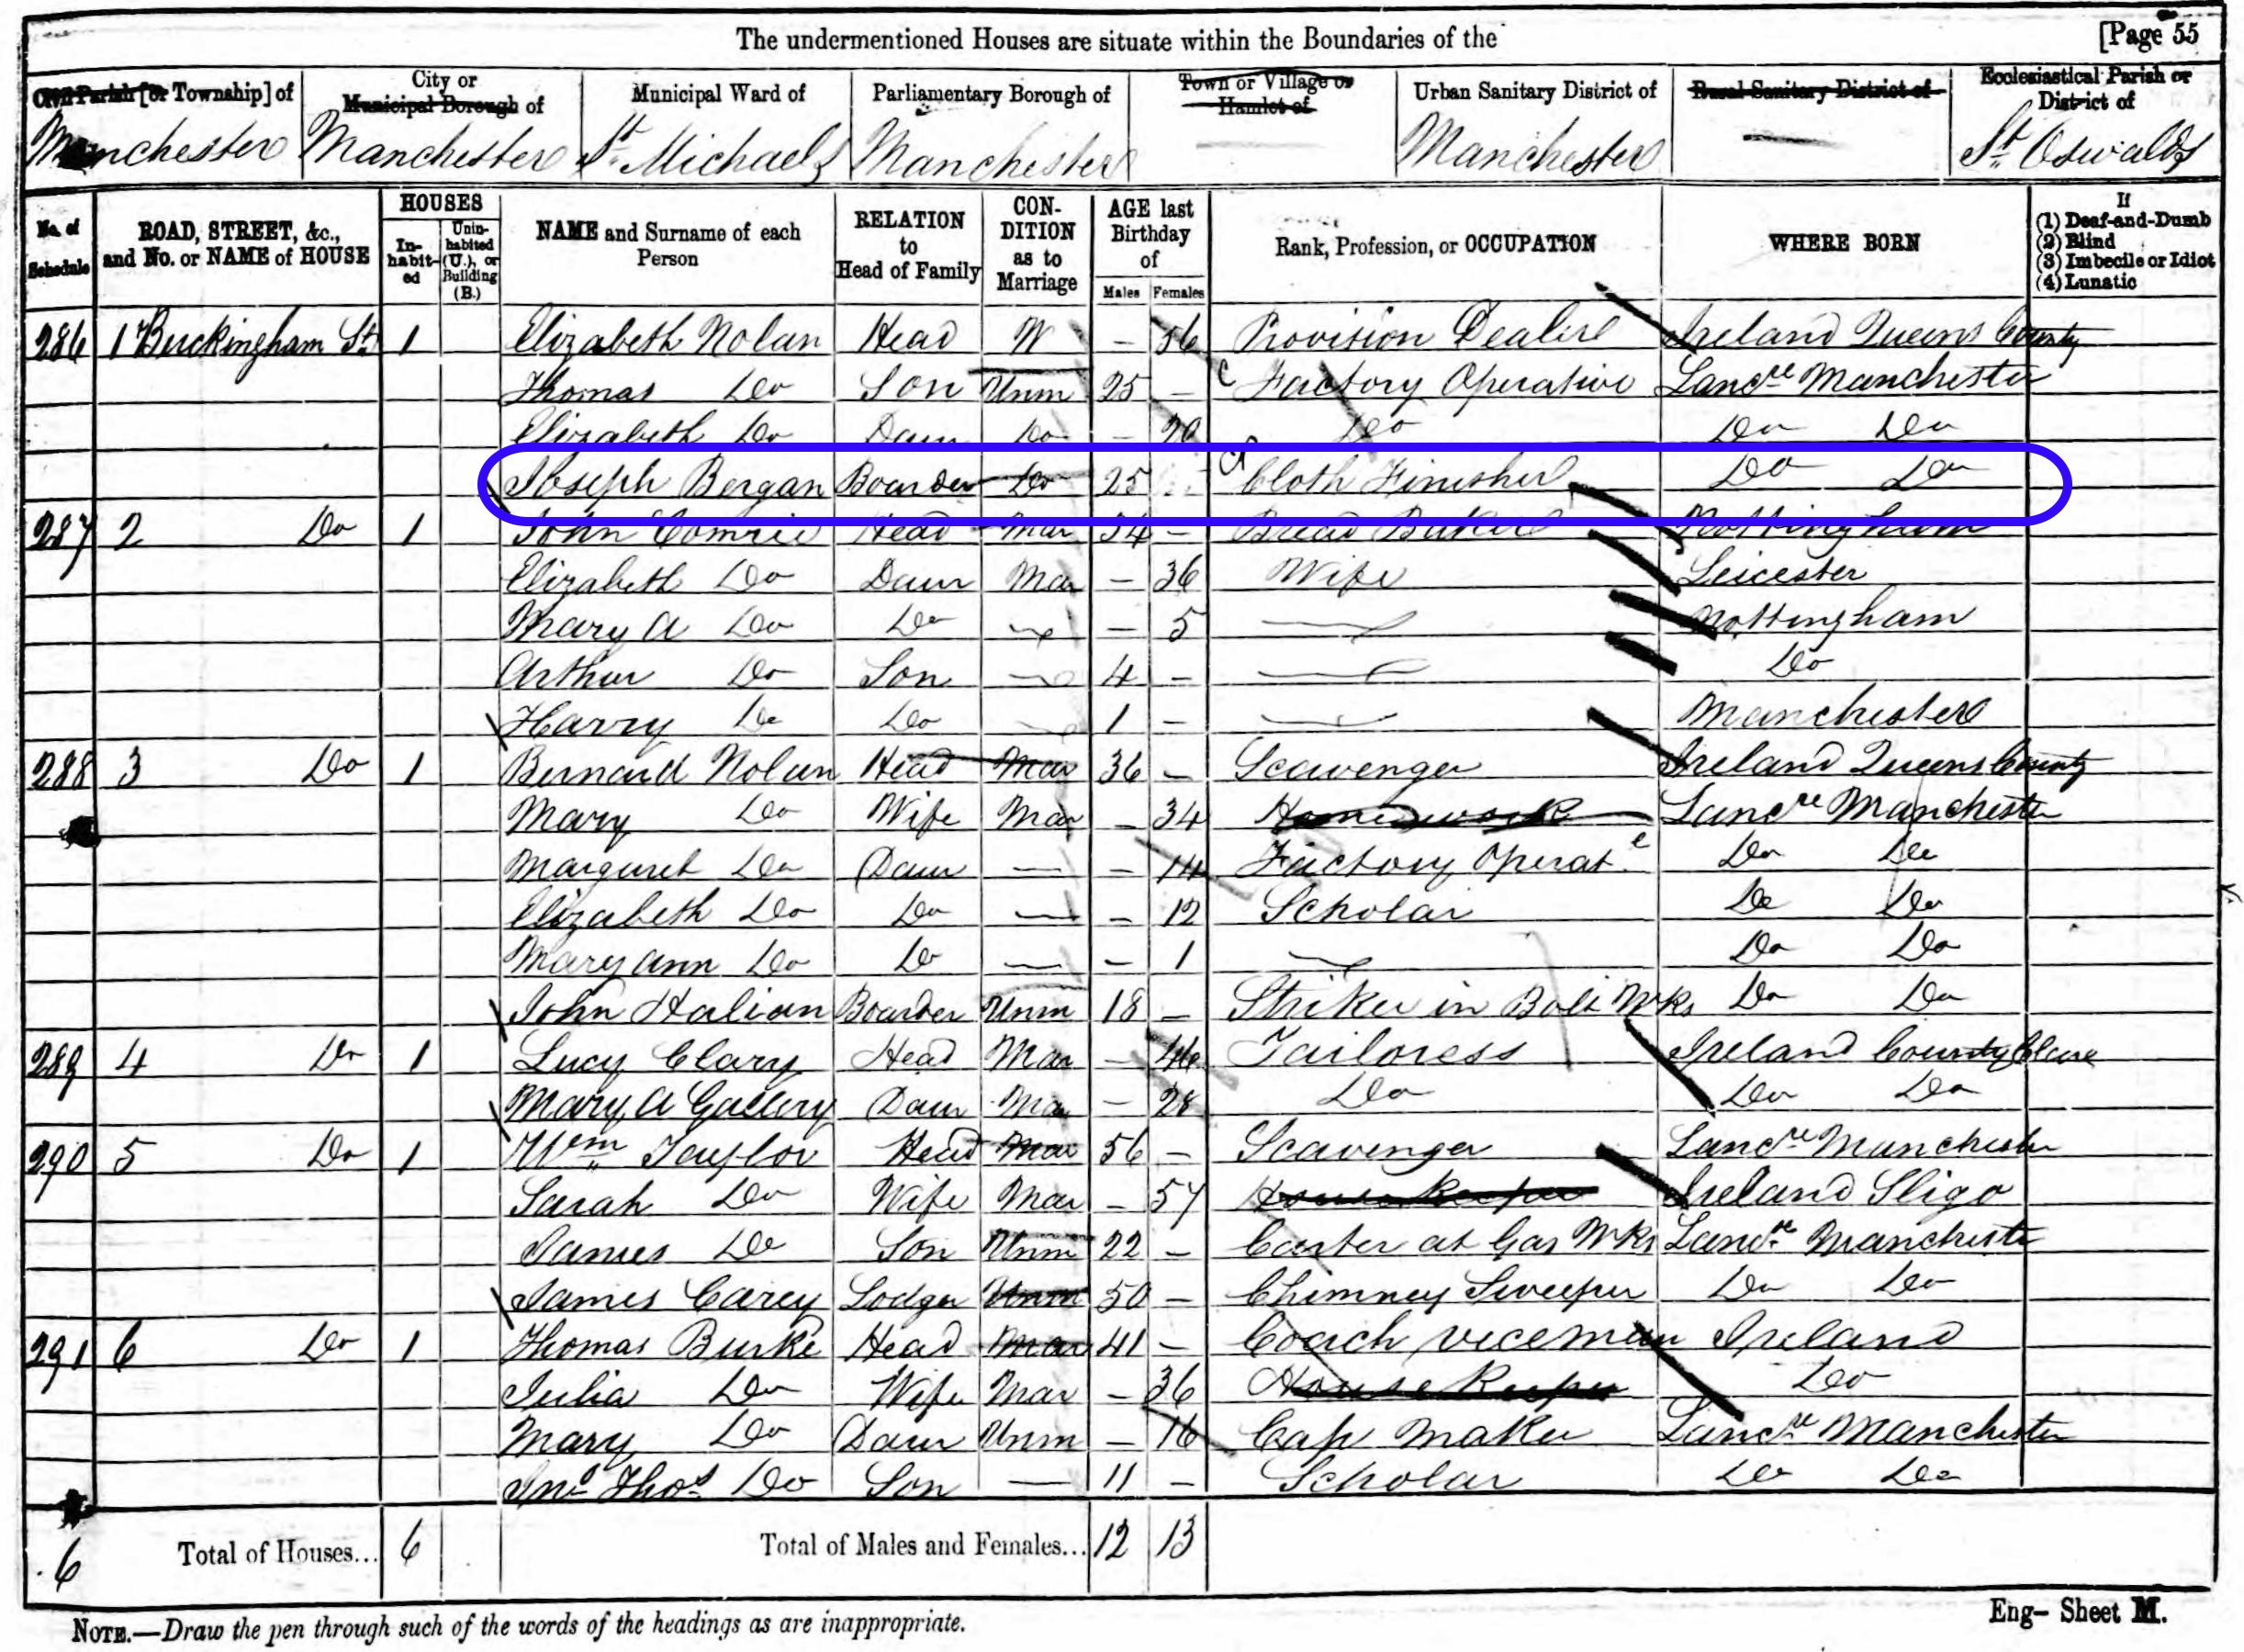 The undermentioned Houses are situate within the Boundaries of the [Page 55
Civil Parish [or Township] of City or Municipal Borough of Municipal Ward of Parliamentary Borough of Town or Village or Hamlet of Urban Sanitary District of Rural Sanitary District of Ecclesiastical Parish or District of
Manchester Manchester St Michaels Manchester Manchester St Oswalds
No. of Schedule ROAD, STREET, &c., and No. or NAME of HOUSE HOUSES Inhabited Uninhabited (U.), or Building (B.) NAME and Surname of each Person RELATION to Head of Family CONDITION as to Marriage AGE last Birthday of Males Females Rank, Profession, or OCCUPATION WHERE BORN If (1) Deaf-and-Dumb (2) Blind (3) Imbecile or Idiot (4) Lunatic
286 1 Buckingham St 1 Elizabeth Nolan Head W – 56 Provision Dealer Ireland Queens County
Thomas Do Son Unm 25 – Factory Operative Lancre Manchester
Elizabeth Do Daur Do – 20 Do Do Do
Joseph Bergan Boarder Do 25 Cloth Finisher Do Do
287 2 Do 1 John Comrie Head Mar 34 – Bread Baker Nottingham
Elizabeth Do Daur Mar – 36 Wife Leicester
Mary A Do Do – 5 Nottingham
Arthur Do Son 4 – Do
Harry Do Do 1 – Manchester
288 3 Do 1 Bernard Nolan Head Mar 36 – Scavenger Ireland Queens County
Mary Do Wife Mar – 34 Lancre Manchester
Margaret Do Daur — – 14 Factory Operate Do Do
Elizabeth Do Do — – 12 Scholar Do Do
Mary ann Do Do — – 1 Do Do
John Halian Boarder Unm 18 – Striker in Bolt Wks Do Do
289 4 Do 1 Lucy Clary Head Mar – 46 Tailoress Ireland County Clare
Mary A Gallery Daur Mar – 28 Do Do Do
290 5 Do 1 Wm Taylor Head Mar 56 – Scavenger Lancre Manchester
Sarah Do Wife Mar – 57 House Keeper Ireland Sligo
James Do Son Unm 22 – Carter at Gas Wks Lancre Manchester
James Carey Lodger Unm 50 – Chimney Sweeper Do Do
291 6 Do 1 Thomas Burke Head Mar 41 – Coach viceman Ireland
Julia Do Wife Mar – 36 House Keeper Do
Mary Do Daur Unm – 16 Cap Maker Lancre Manchester
Jno Thos Do Son — 11 – Scholar Do Do
6 Total of Houses... 6 Total of Males and Females... 12 13
NOTE.—Draw the pen through such of the words of the headings as are inappropriate.
Eng– Sheet M.